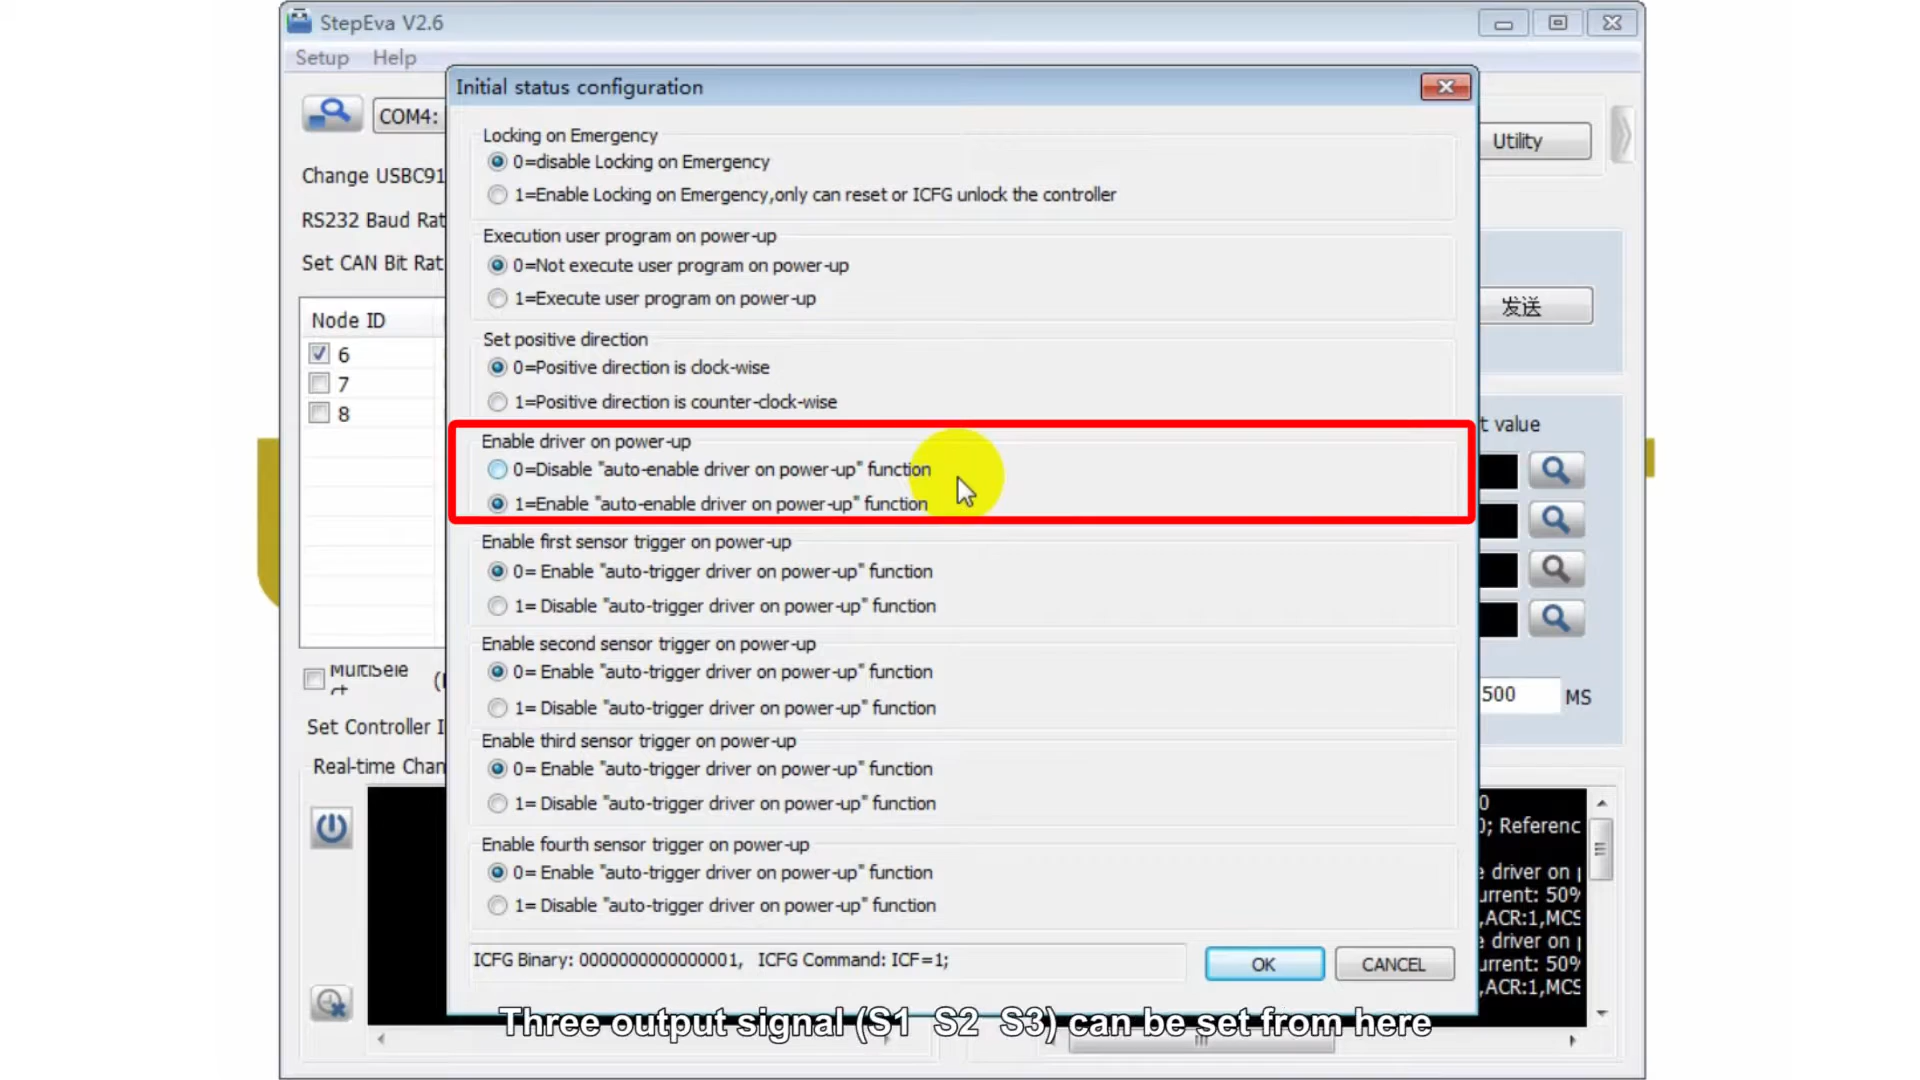 StepEva V2.6
Setup Help
Initial status configuration
COM4:
Utility
Locking on Emergency
0=disable Locking on Emergency
1=Enable Locking on Emergency,only can reset or ICFG unlock the controller
Change USBC91
RS232 Baud Rat
Set CAN Bit Rat
Execution user program on power-up
0=Not execute user program on power-up
1=Execute user program on power-up
发送
Node ID
6
7
8
Set positive direction
0=Positive direction is clock-wise
1=Positive direction is counter-clock-wise
t value
Enable driver on power-up
0=Disable "auto-enable driver on power-up" function
1=Enable "auto-enable driver on power-up" function
Enable first sensor trigger on power-up
0= Enable "auto-trigger driver on power-up" function
1= Disable "auto-trigger driver on power-up" function
Enable second sensor trigger on power-up
0= Enable "auto-trigger driver on power-up" function
1= Disable "auto-trigger driver on power-up" function
MultiSele
500 MS
Set Controller I
Enable third sensor trigger on power-up
0= Enable "auto-trigger driver on power-up" function
1= Disable "auto-trigger driver on power-up" function
Real-time Chan
Enable fourth sensor trigger on power-up
0= Enable "auto-trigger driver on power-up" function
1= Disable "auto-trigger driver on power-up" function
0
; Referenc
driver on
urrent: 50%
,ACR:1,MCS
driver on
urrent: 50%
,ACR:1,MCS
ICFG Binary: 0000000000000001, ICFG Command: ICF=1;
OK CANCEL
Three output signal (S1 S2 S3) can be set from here